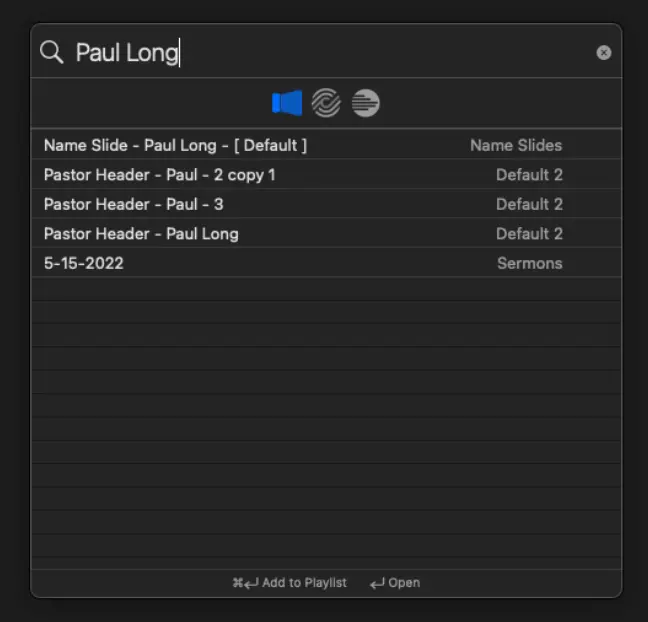 Paul Long
Name Slide - Paul Long - [ Default ] Name Slides
Pastor Header - Paul - 2 copy 1 Default 2
Pastor Header - Paul - 3 Default 2
Pastor Header - Paul Long Default 2
5-15-2022 Sermons
⌘↩ Add to Playlist ↩ Open